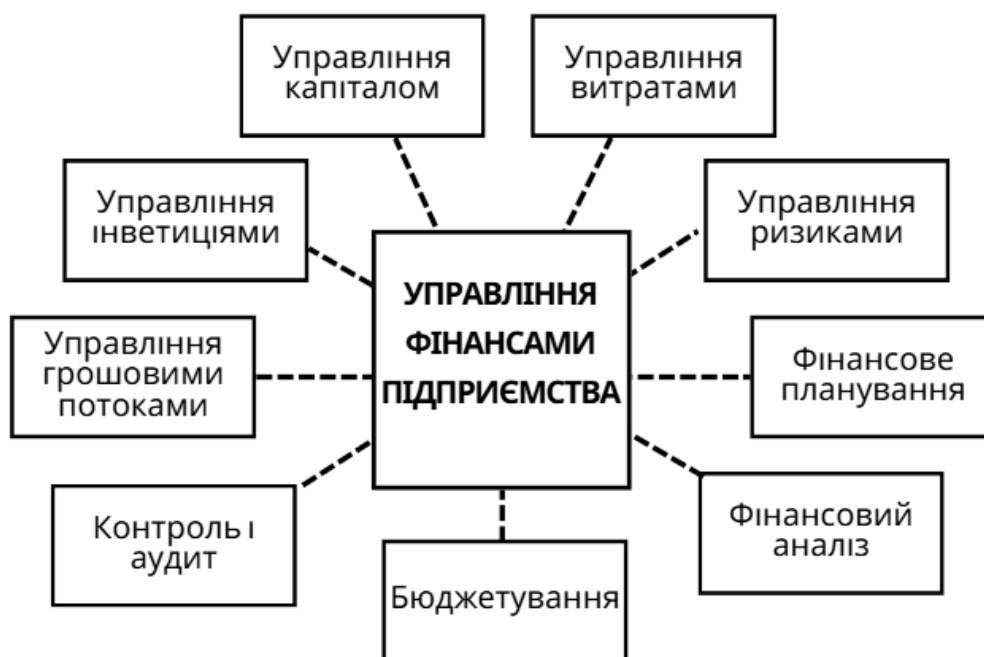 Управління
капіталом
Управління
витратами
Управління
інветиціями
Управління
ризиками
УПРАВЛІННЯ
ФІНАНСАМИ
ПІДПРИЄМСТВА
Управління
грошовими
потоками
Фінансове
планування
Контроль і
аудит
Фінансовий
аналіз
Бюджетування